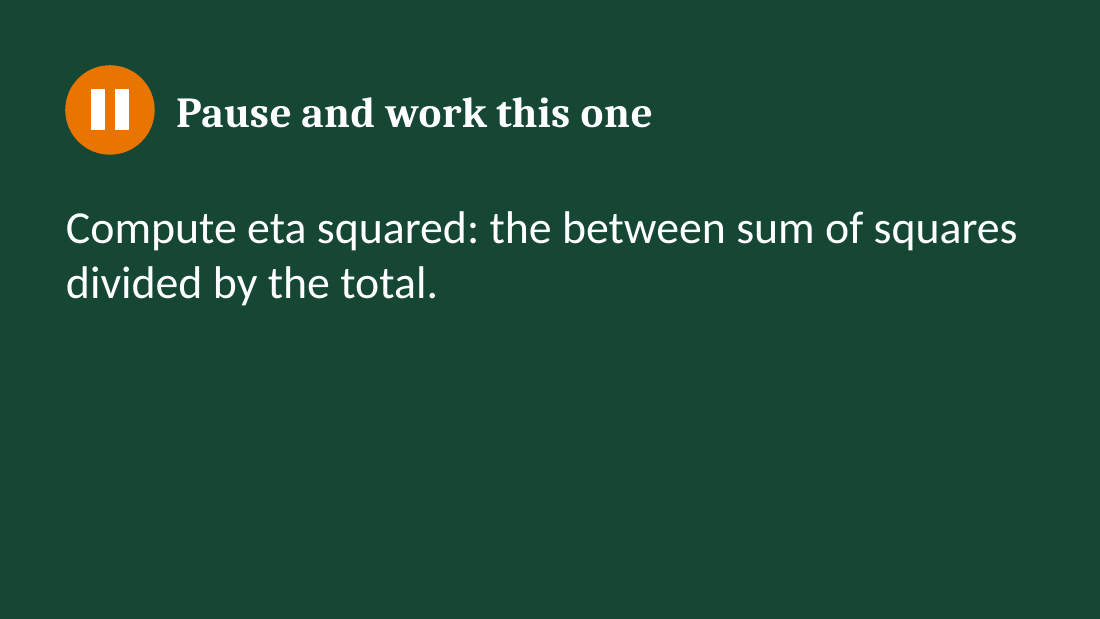 Pause and work this one
Compute eta squared: the between sum of squares
divided by the total.